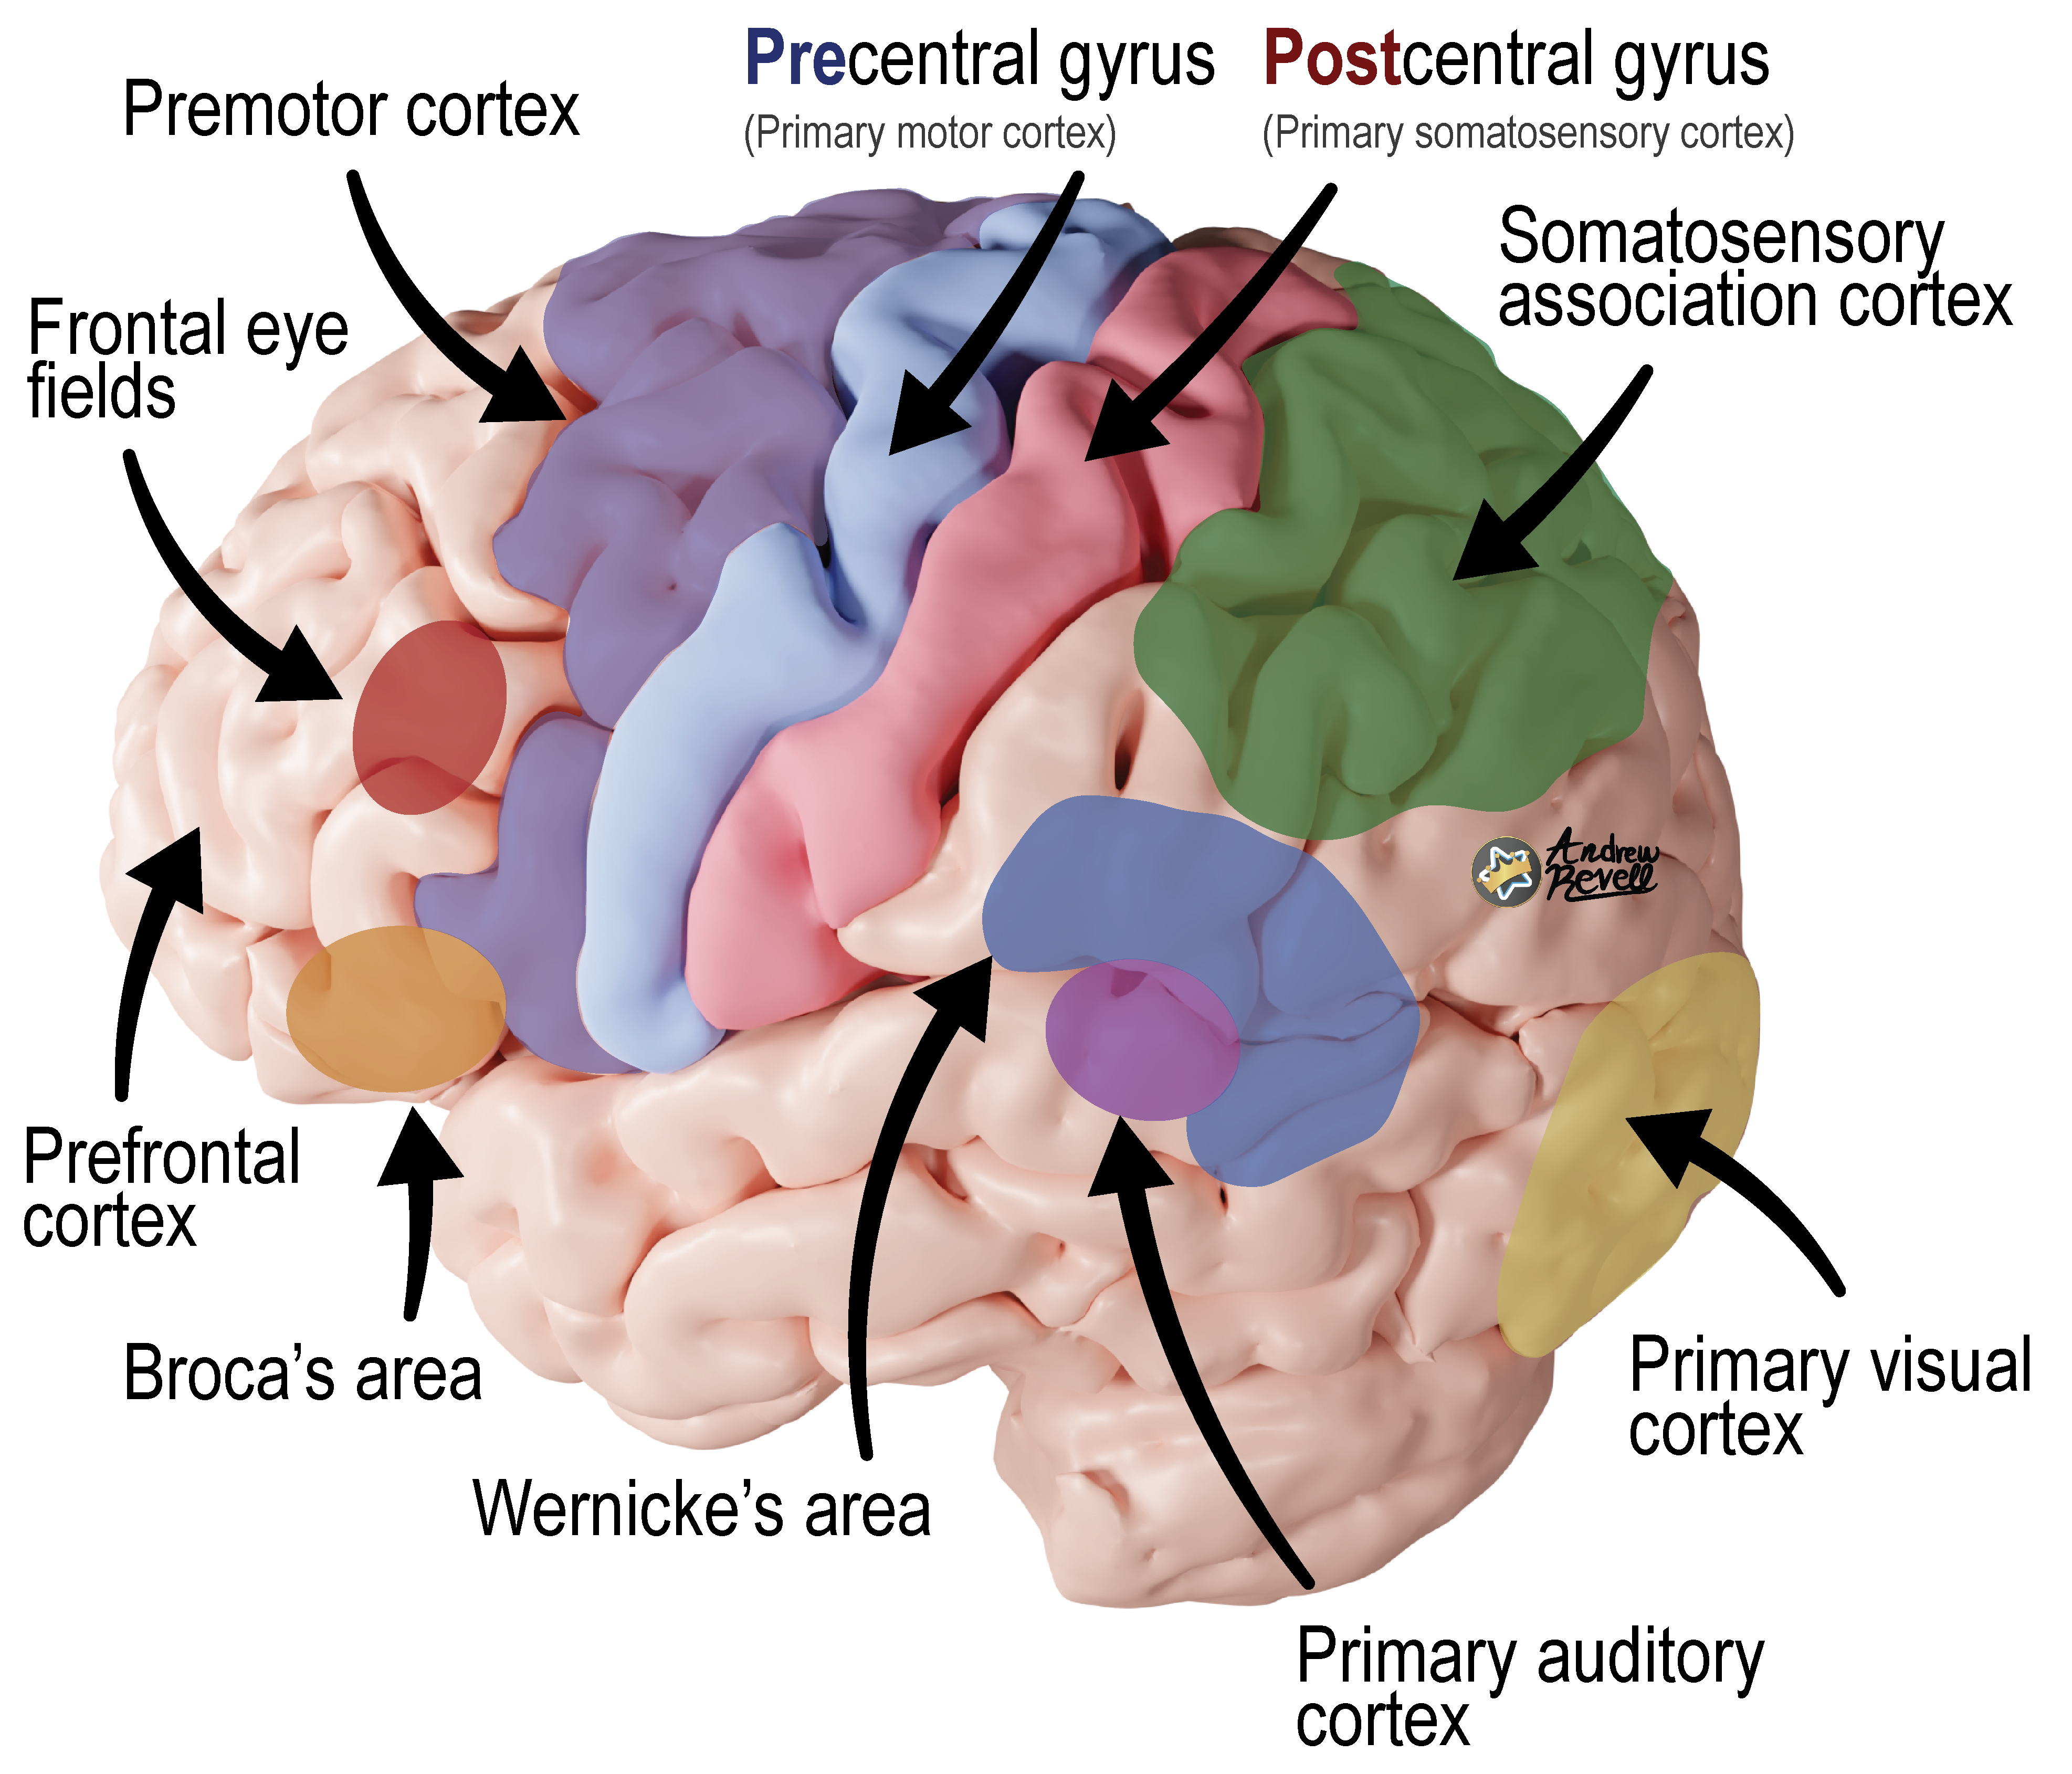 Precentral gyrus
(Primary motor cortex)
Postcentral gyrus
(Primary somatosensory cortex)
Premotor cortex
Somatosensory
association cortex
Frontal eye
fields
Andrew
Revell
Prefrontal
cortex
Broca’s area
Wernicke’s area
Primary visual
cortex
Primary auditory
cortex